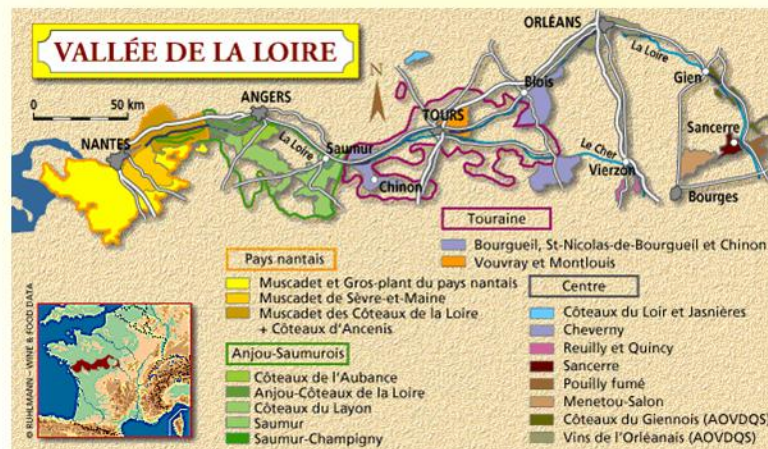 VALLÉE DE LA LOIRE
0 50 km
N
NANTES
ANGERS
La Loire
Saumur
Chinon
TOURS
Blois
ORLÉANS
La Loire
Gien
Le Cher
Vierzon
Sancerre
Bourges
Le Cher
Pays nantais
Muscadet et Gros-plant du pays nantais
Muscadet de Sèvre-et-Maine
Muscadet des Côteaux de la Loire
+ Côteaux d'Ancenis
Anjou-Saumurois
Côteaux de l'Aubance
Anjou-Côteaux de la Loire
Côteaux du Layon
Saumur
Saumur-Champigny
Touraine
Bourgueil, St-Nicolas-de-Bourgueil et Chinon
Vouvray et Montlouis
Centre
Côteaux du Loir et Jasnières
Cheverny
Reuilly et Quincy
Sancerre
Pouilly fumé
Menetou-Salon
Côteaux du Giennois (AOVDQS)
Vins de l'Orléanais (AOVDQS)
© RUHLMANN – WINE & FOOD DATA